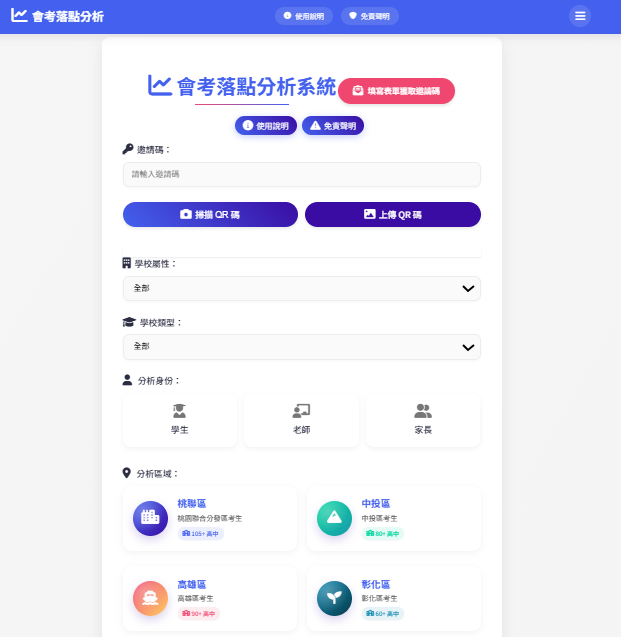 會考落點分析
使用說明
免責聲明
會考落點分析系統
填寫表單獲取邀請碼
使用說明
免責聲明
邀請碼：
請輸入邀請碼
掃描 QR 碼
上傳 QR 碼
學校屬性：
全部
學校類型：
全部
分析身份：
學生
老師
家長
分析區域：
桃聯區
桃園聯合分發區考生
105+ 高中
中投區
中投區考生
80+ 高中
高雄區
高雄區考生
90+ 高中
彰化區
彰化區考生
60+ 高中